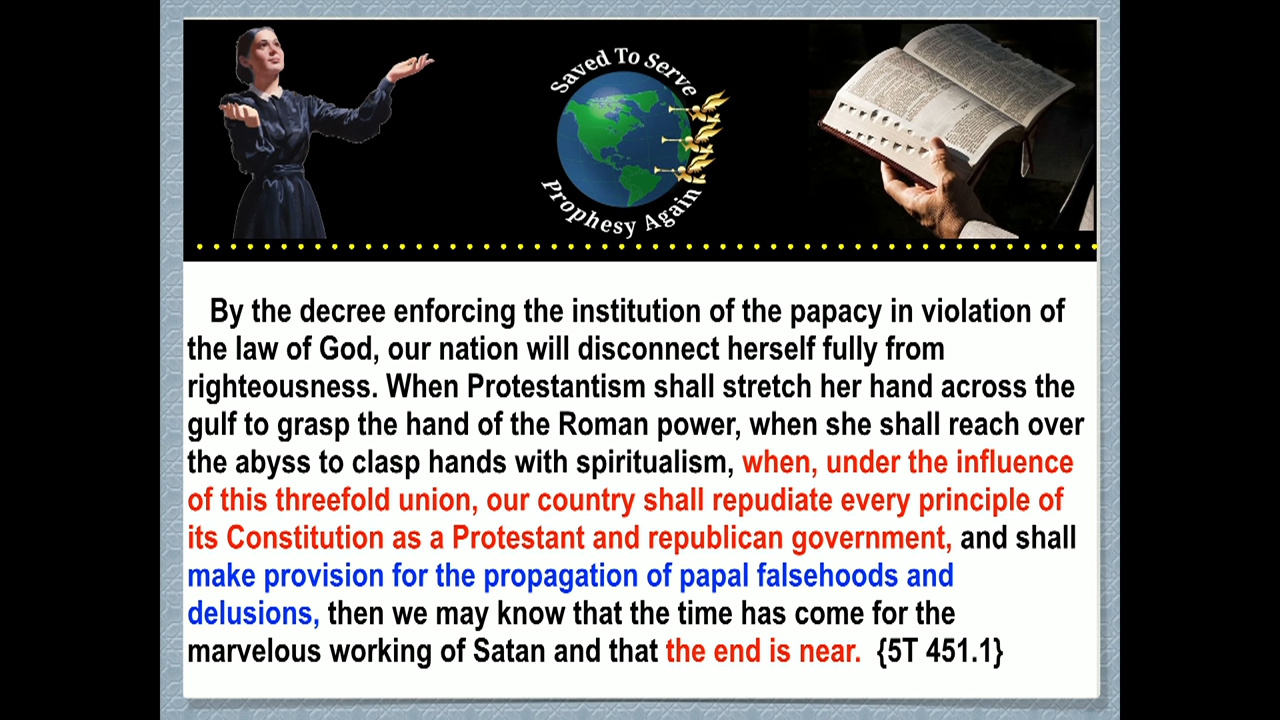 Saved To Serve
Prophesy Again
By the decree enforcing the institution of the papacy in violation of
the law of God, our nation will disconnect herself fully from
righteousness. When Protestantism shall stretch her hand across the
gulf to grasp the hand of the Roman power, when she shall reach over
the abyss to clasp hands with spiritualism, when, under the influence
of this threefold union, our country shall repudiate every principle of
its Constitution as a Protestant and republican government, and shall
make provision for the propagation of papal falsehoods and
delusions, then we may know that the time has come for the
marvelous working of Satan and that the end is near. {5T 451.1}